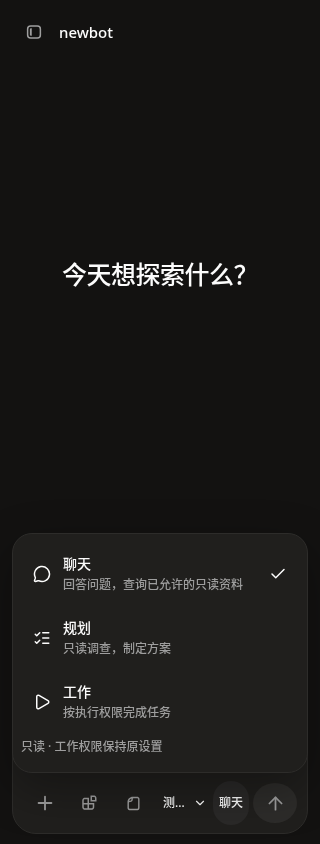 newbot
今天想探索什么？
聊天
回答问题，查询已允许的只读资料
规划
只读调查，制定方案
工作
按执行权限完成任务
只读 · 工作权限保持原设置
测... 聊天